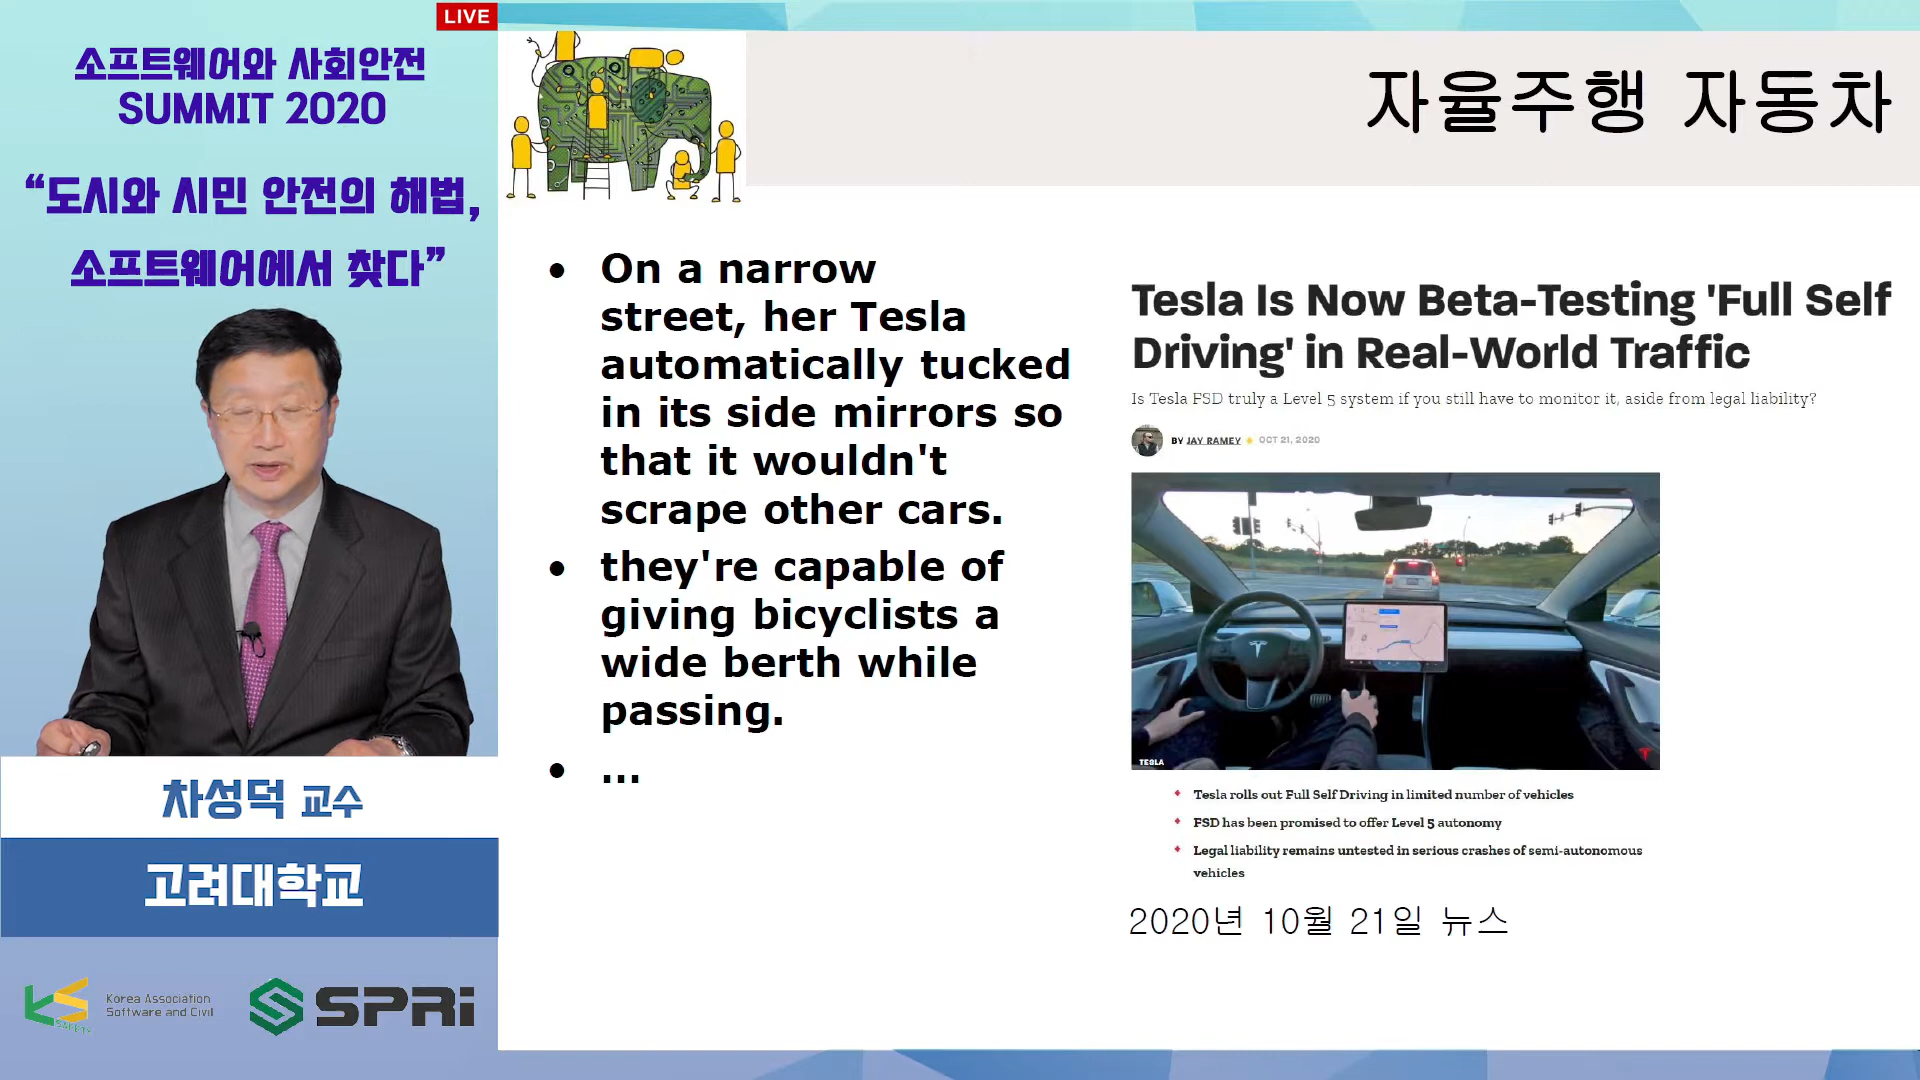 LIVE
소프트웨어와 사회안전
SUMMIT 2020
“도시와 시민 안전의 해법,
소프트웨어에서 찾다”
차성덕 교수
고려대학교
KS
SAFETY
Korea Association
Software and Civil
SPRi
자율주행 자동차
• On a narrow
street, her Tesla
automatically tucked
in its side mirrors so
that it wouldn't
scrape other cars.
• they're capable of
giving bicyclists a
wide berth while
passing.
• ...
Tesla Is Now Beta-Testing 'Full Self
Driving' in Real-World Traffic
Is Tesla FSD truly a Level 5 system if you still have to monitor it, aside from legal liability?
BY JAY RAMEY OCT 21, 2020
TESLA
Tesla rolls out Full Self Driving in limited number of vehicles
FSD has been promised to offer Level 5 autonomy
Legal liability remains untested in serious crashes of semi-autonomous
vehicles
2020년 10월 21일 뉴스